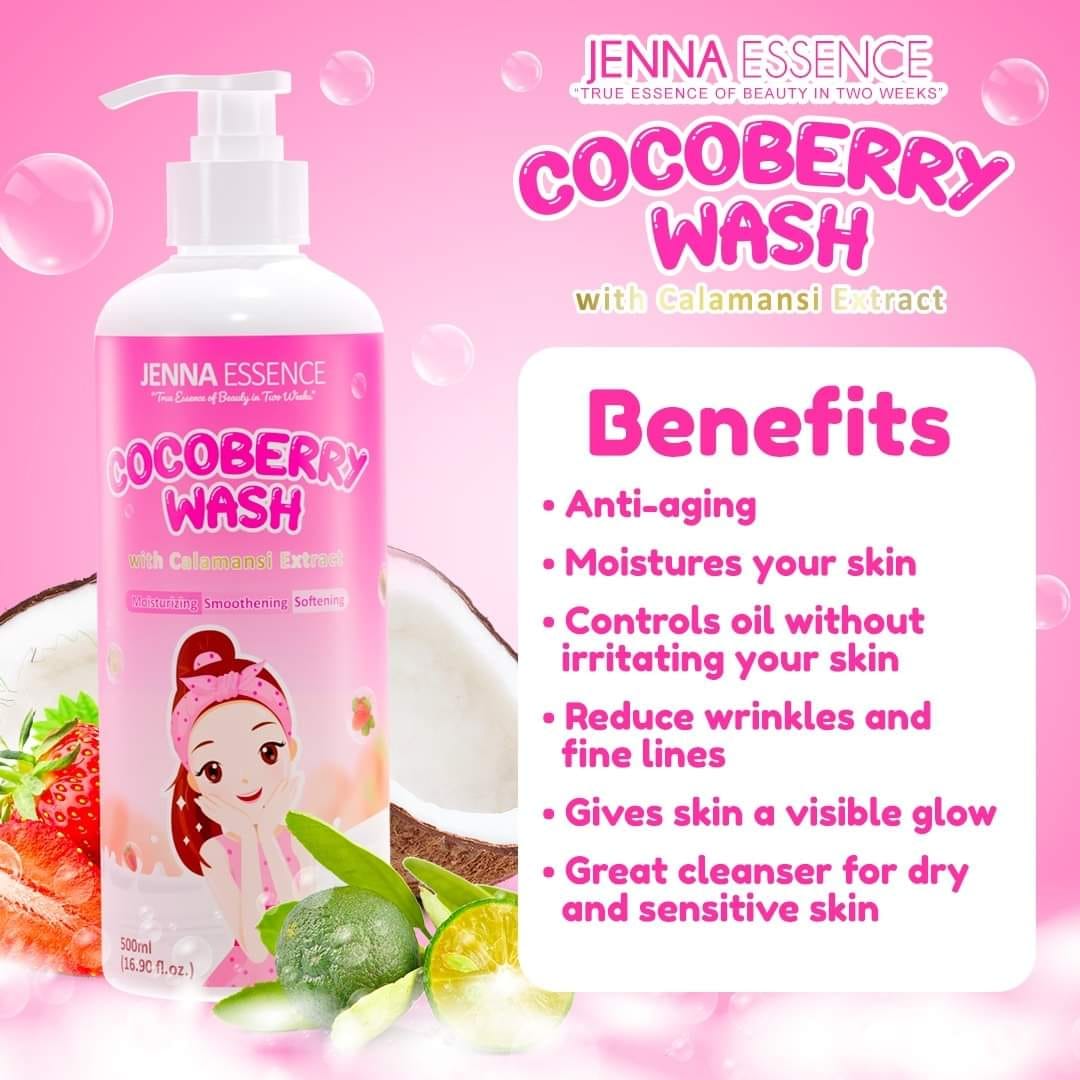 JENNA ESSENCE
"TRUE ESSENCE OF BEAUTY IN TWO WEEKS"
COCOBERRY
WASH
with Calamansi Extract
JENNA ESSENCE
"True Essence of Beauty in Two Weeks"
COCOBERRY
WASH
with Calamansi Extract
Moisturizing Smoothening Softening
500ml
(16.90 fl.oz.)
Benefits
• Anti-aging
• Moistures your skin
• Controls oil without
irritating your skin
• Reduce wrinkles and
fine lines
• Gives skin a visible glow
• Great cleanser for dry
and sensitive skin